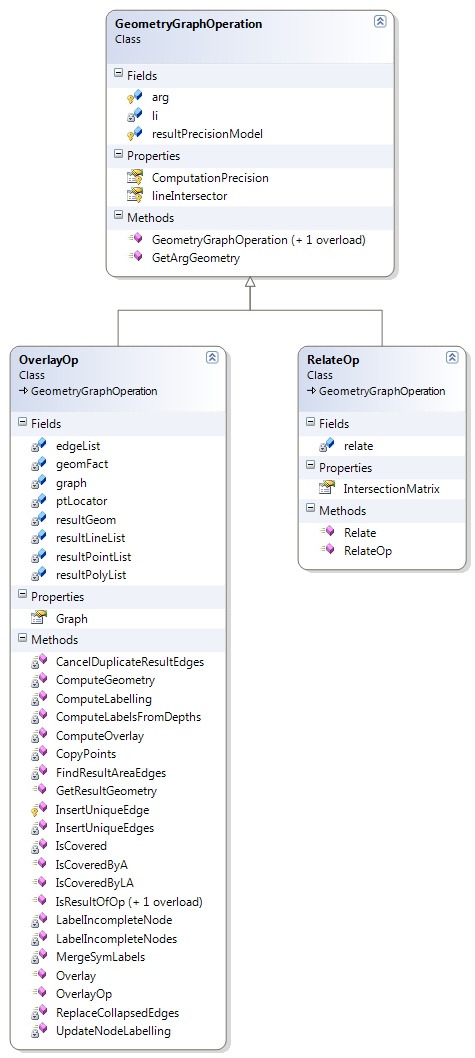 GeometryGraphOperation
Class
Fields
arg
li
resultPrecisionModel
Properties
ComputationPrecision
lineIntersector
Methods
GeometryGraphOperation (+ 1 overload)
GetArgGeometry
OverlayOp
Class
GeometryGraphOperation
Fields
edgeList
geomFact
graph
ptLocator
resultGeom
resultLineList
resultPointList
resultPolyList
Properties
Graph
Methods
CancelDuplicateResultEdges
ComputeGeometry
ComputeLabelling
ComputeLabelsFromDepths
ComputeOverlay
CopyPoints
FindResultAreaEdges
GetResultGeometry
InsertUniqueEdge
InsertUniqueEdges
IsCovered
IsCoveredByA
IsCoveredByLA
IsResultOfOp (+ 1 overload)
LabelIncompleteNode
LabelIncompleteNodes
MergeSymLabels
Overlay
OverlayOp
ReplaceCollapsedEdges
UpdateNodeLabelling
RelateOp
Class
GeometryGraphOperation
Fields
relate
Properties
IntersectionMatrix
Methods
Relate
RelateOp